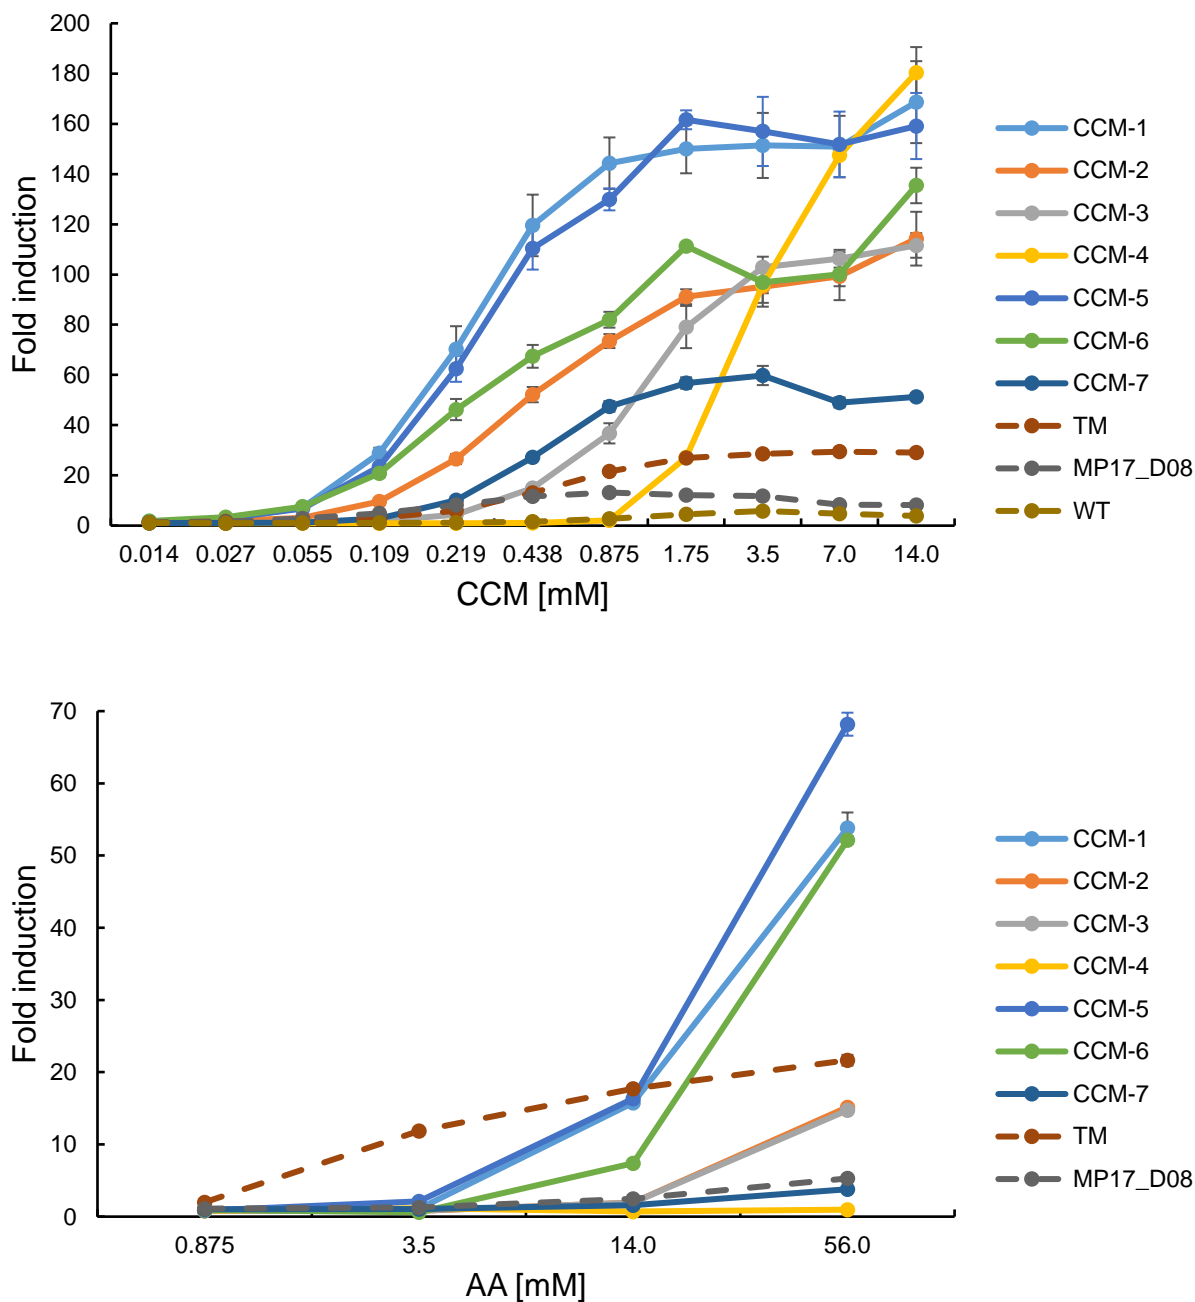 200
180
160
140
120
100
80
60
40
20
0
Fold induction
0.014 0.027 0.055 0.109 0.219 0.438 0.875 1.75 3.5 7.0 14.0
CCM [mM]
CCM-1
CCM-2
CCM-3
CCM-4
CCM-5
CCM-6
CCM-7
TM
MP17_D08
WT
70
60
50
40
30
20
10
0
Fold induction
0.875 3.5 14.0 56.0
AA [mM]
CCM-1
CCM-2
CCM-3
CCM-4
CCM-5
CCM-6
CCM-7
TM
MP17_D08